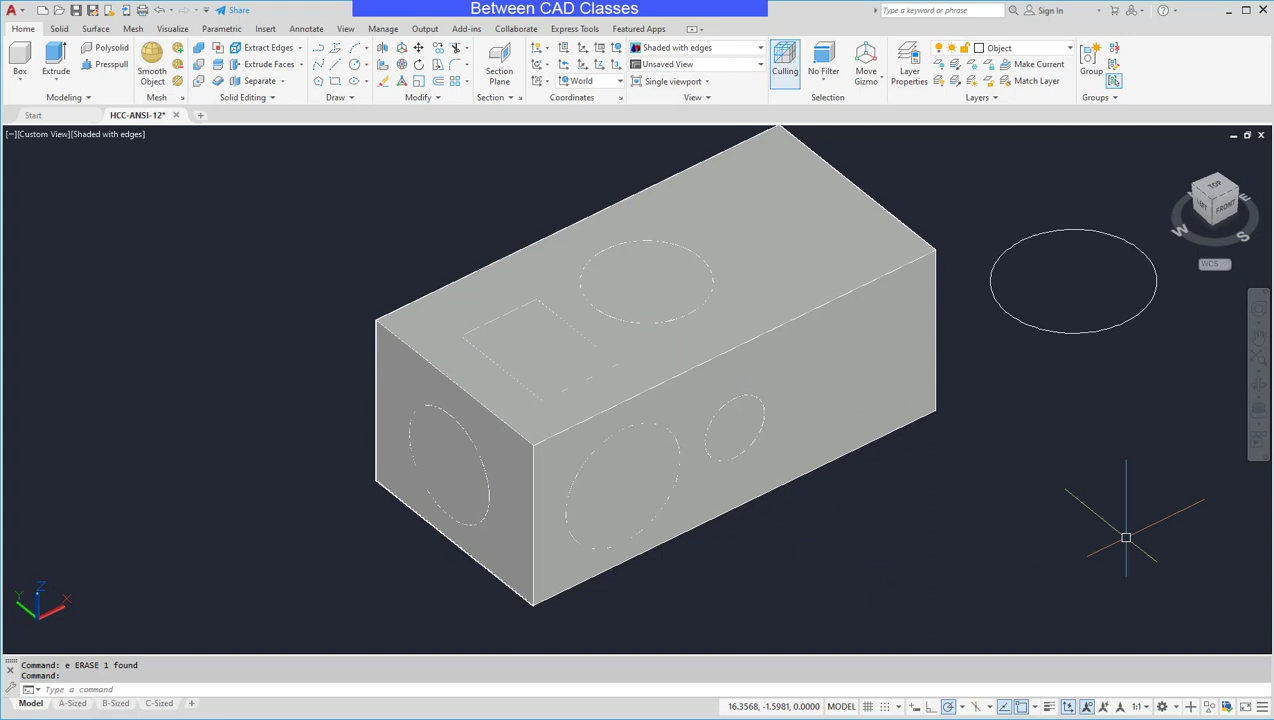 Between CAD Classes
Share
Type a keyword or phrase
Sign In
Home Solid Surface Mesh Visualize Parametric Insert Annotate View Manage Output Add-ins Collaborate Express Tools Featured Apps
Box
Extrude
Polysolid
Presspull
Modeling
Smooth Object
Mesh
Extract Edges
Extrude Faces
Separate
Solid Editing
Draw
Modify
Section Plane
Section
World
Coordinates
Shaded with edges
Unsaved View
Single viewport
View
Culling
No Filter
Move Gizmo
Selection
Layer Properties
Object
Make Current
Match Layer
Layers
Group
Groups
Start HCC-ANSI-12*
[−][Custom View][Shaded with edges]
TOP
LEFT FRONT
W S E
WCS
Z
Y X
Command: e ERASE 1 found
Command:
Type a command
Model A-Sized B-Sized C-Sized
16.3568, -1.5981, 0.0000 MODEL 1:1